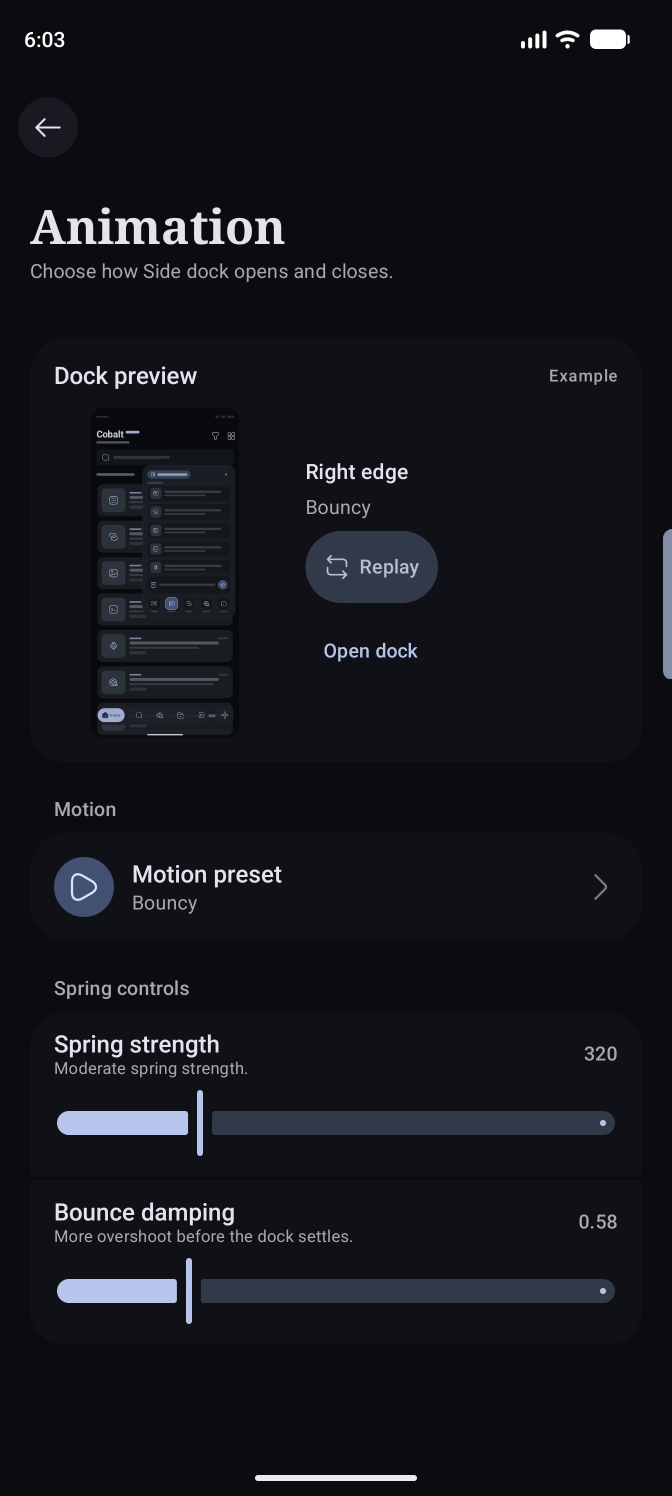 6:03
Animation
Choose how Side dock opens and closes.
Dock preview
Example
Cobalt
Right edge
Bouncy
Replay
Open dock
Motion
Motion preset
Bouncy
Spring controls
Spring strength
320
Moderate spring strength.
Bounce damping
0.58
More overshoot before the dock settles.